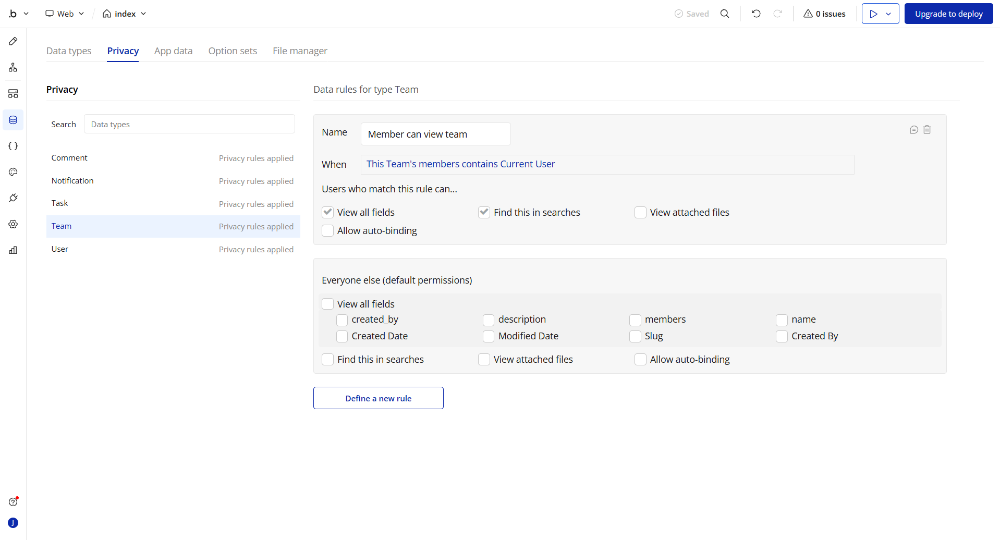 .b Web index Saved 0 issues Upgrade to deploy
Data types Privacy App data Option sets File manager
Privacy
Search Data types
Comment Privacy rules applied
Notification Privacy rules applied
Task Privacy rules applied
Team Privacy rules applied
User Privacy rules applied
Data rules for type Team
Name Member can view team
When This Team's members contains Current User
Users who match this rule can...
View all fields Find this in searches View attached files
Allow auto-binding
Everyone else (default permissions)
View all fields
created_by description members name
Created Date Modified Date Slug Created By
Find this in searches View attached files Allow auto-binding
Define a new rule
J